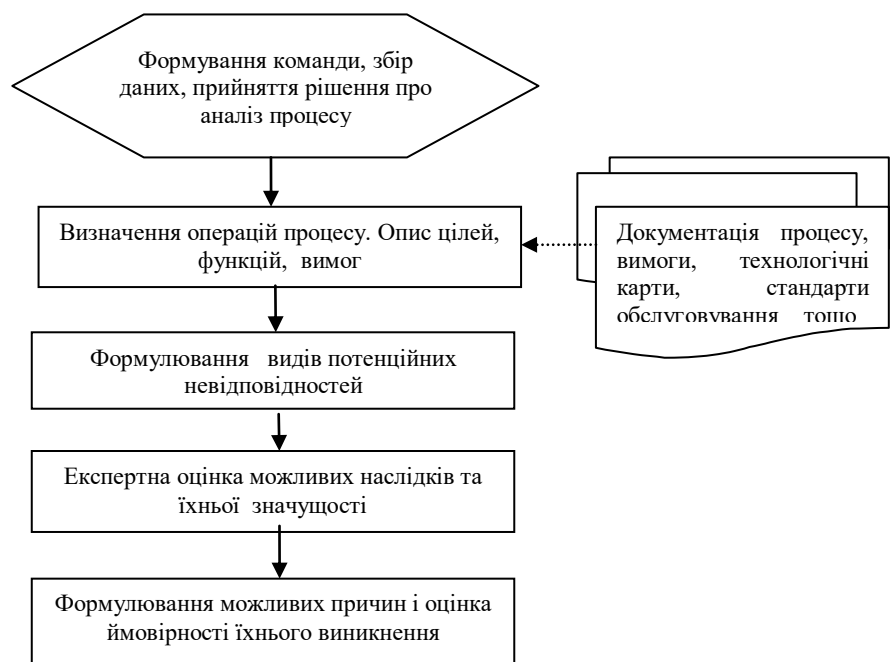 Формування команди, збір
даних, прийняття рішення про
аналіз процесу
Визначення операцій процесу. Опис цілей,
функцій, вимог
Документація процесу,
вимоги, технологічні
карти, стандарти
обслуговування тощо
Формулювання видів потенційних
невідповідностей
Експертна оцінка можливих наслідків та
їхньої значущості
Формулювання можливих причин і оцінка
ймовірності їхнього виникнення